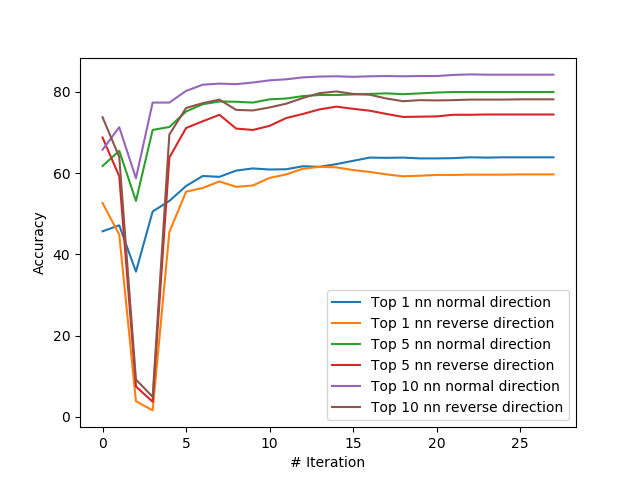 80
60
40
20
0
Accuracy
0
5
10
15
20
25
# Iteration
Top 1 nn normal direction
Top 1 nn reverse direction
Top 5 nn normal direction
Top 5 nn reverse direction
Top 10 nn normal direction
Top 10 nn reverse direction